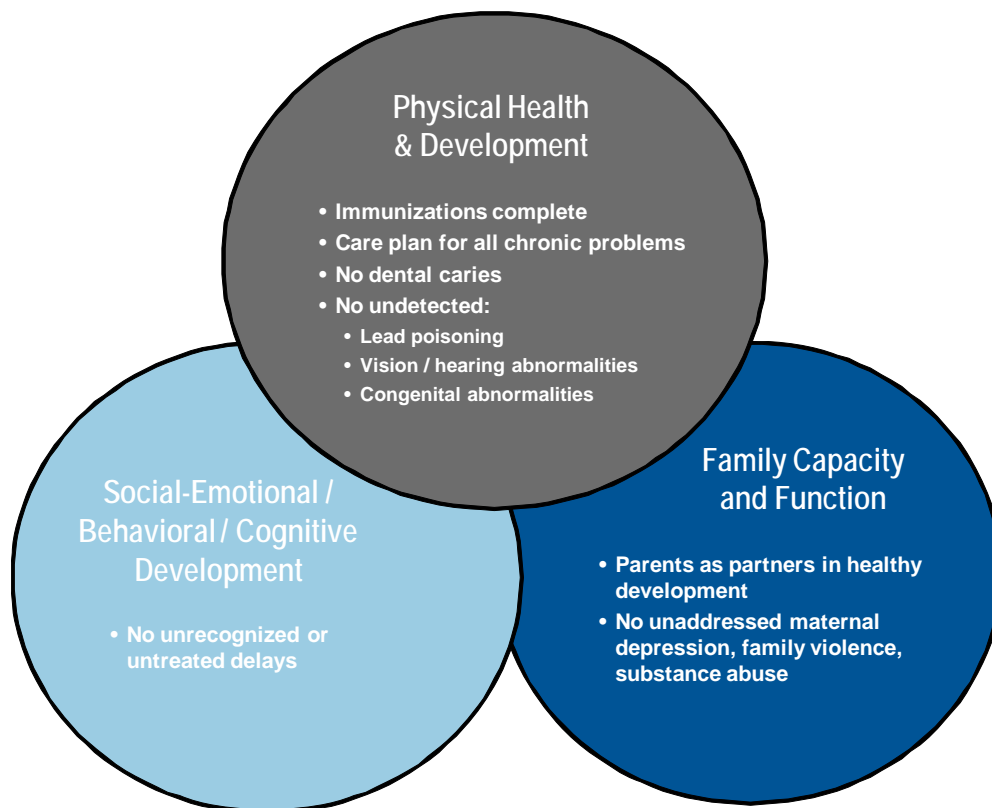 Physical Health
& Development
• Immunizations complete
• Care plan for all chronic problems
• No dental caries
• No undetected:
• Lead poisoning
• Vision / hearing abnormalities
• Congenital abnormalities
Social-Emotional /
Behavioral / Cognitive
Development
• No unrecognized or
untreated delays
Family Capacity
and Function
• Parents as partners in healthy
development
• No unaddressed maternal
depression, family violence,
substance abuse